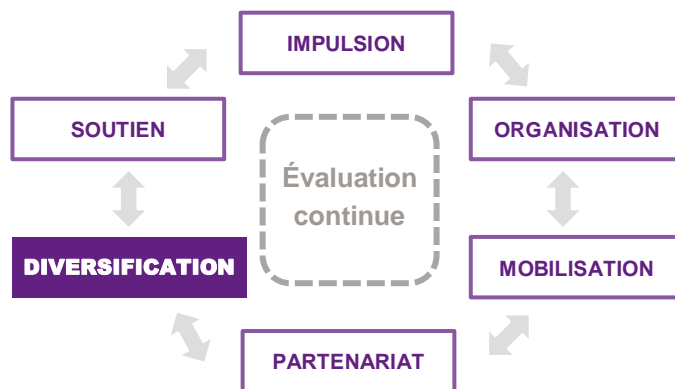 IMPULSION
SOUTIEN
ORGANISATION
Évaluation
continue
DIVERSIFICATION
MOBILISATION
PARTENARIAT